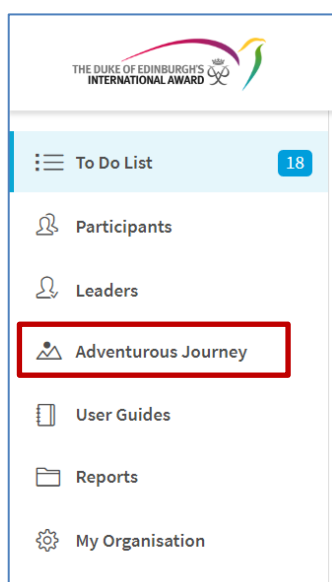 THE DUKE OF EDINBURGH'S
INTERNATIONAL AWARD
To Do List 18
Participants
Leaders
Adventurous Journey
User Guides
Reports
My Organisation